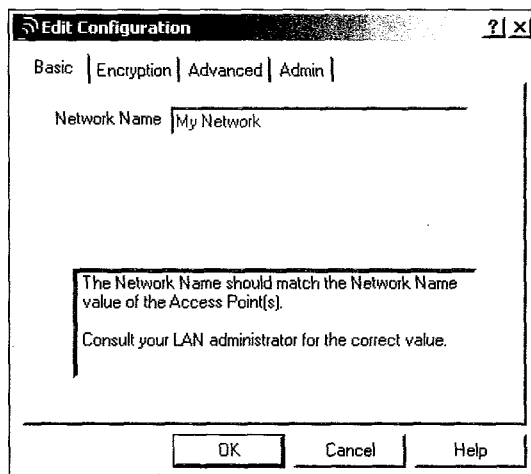 Edit Configuration ? ×
Basic Encryption Advanced Admin
Network Name My Network
The Network Name should match the Network Name
value of the Access Point(s).
Consult your LAN administrator for the correct value.
OK Cancel Help